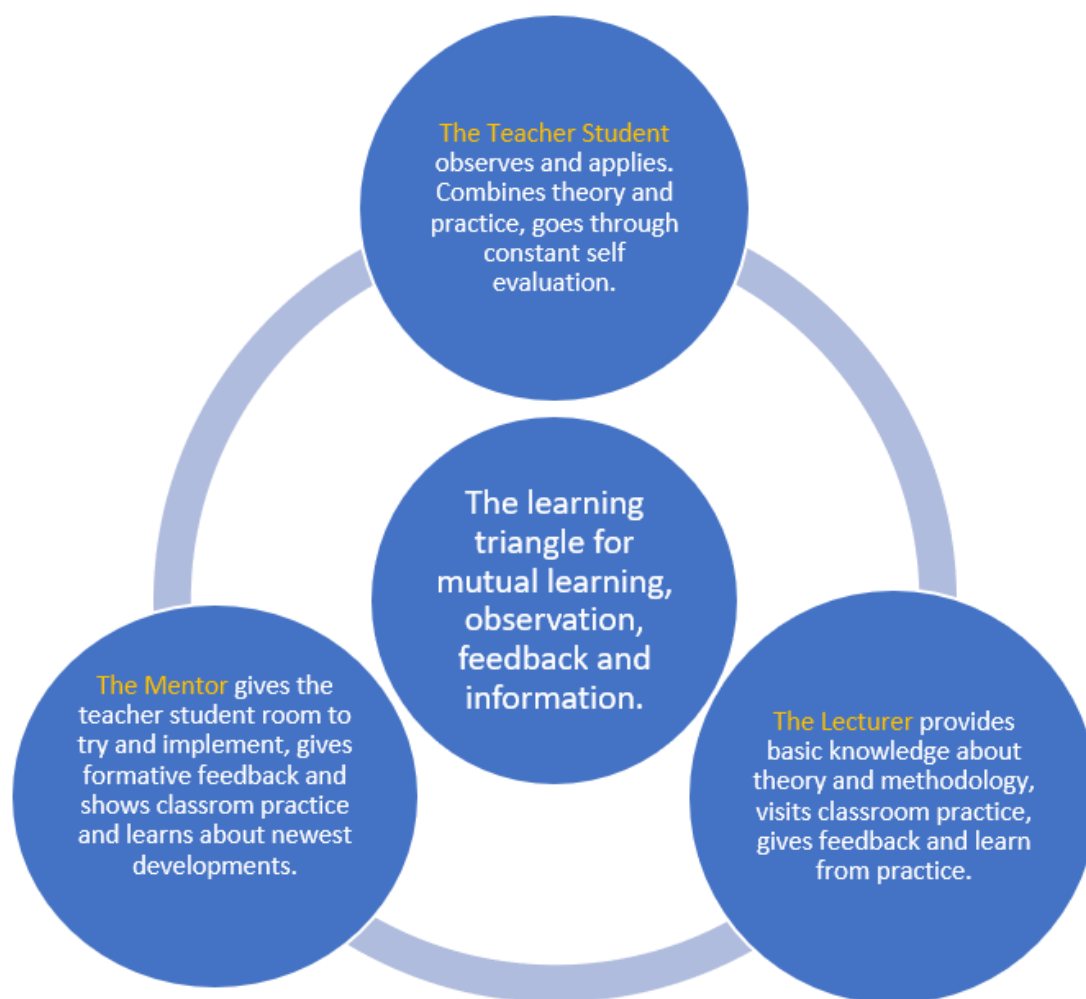 The Teacher Student
observes and applies.
Combines theory and
practice, goes through
constant self
evaluation.
The learning
triangle for
mutual learning,
observation,
feedback and
information.
The Mentor gives the
teacher student room to
try and implement, gives
formative feedback and
shows classrom practice
and learns about newest
developments.
The Lecturer provides
basic knowledge about
theory and methodology,
visits classroom practice,
gives feedback and learn
from practice.